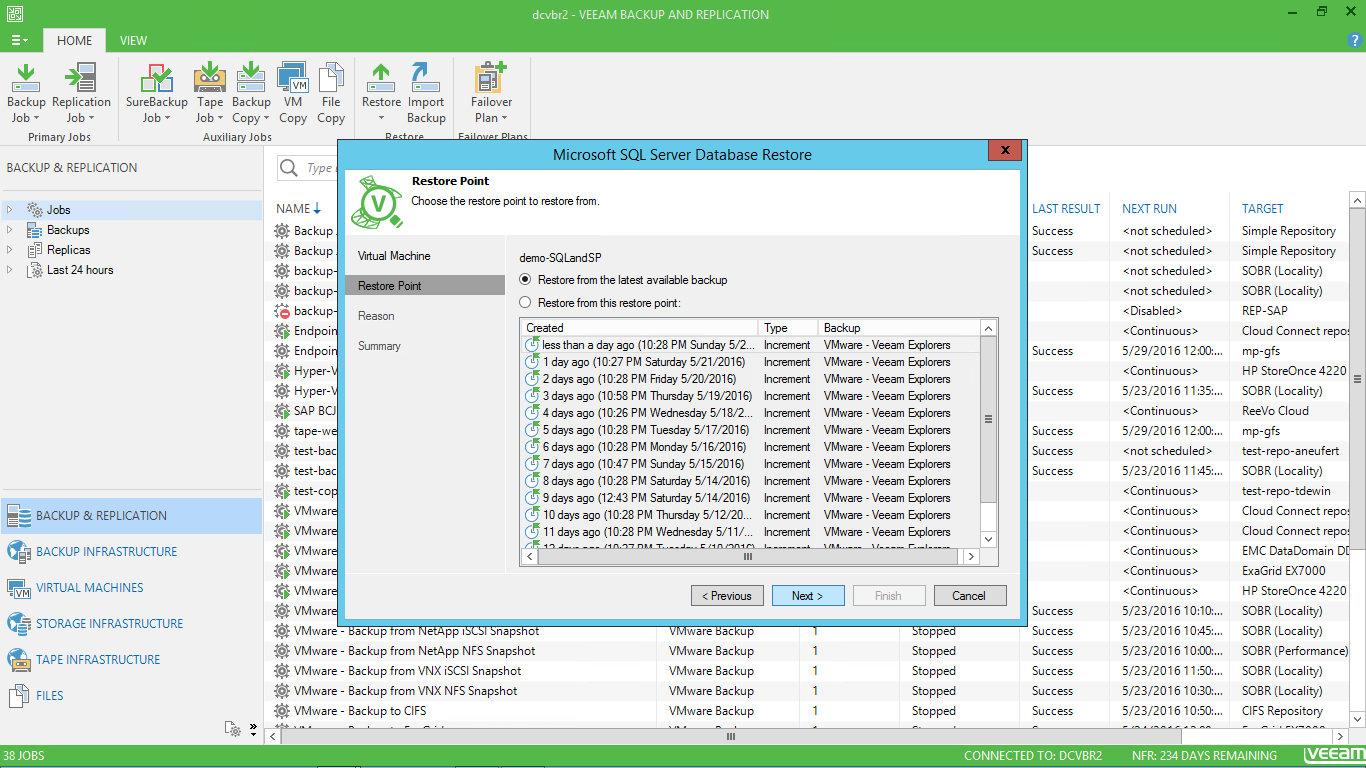 dcvbr2 - VEEAM BACKUP AND REPLICATION
HOME VIEW
Backup Job
Replication Job
SureBackup Job
Tape Job
Backup Copy
VM Copy
File Copy
Restore
Import Backup
Failover Plan
Primary Jobs
Auxiliary Jobs
Restore
Failover Plans
BACKUP & REPLICATION
Jobs
Backups
Replicas
Last 24 hours
BACKUP & REPLICATION
BACKUP INFRASTRUCTURE
VIRTUAL MACHINES
STORAGE INFRASTRUCTURE
TAPE INFRASTRUCTURE
FILES
Microsoft SQL Server Database Restore
X
V
Restore Point
Choose the restore point to restore from.
Virtual Machine
Restore Point
Reason
Summary
demo-SQLandSP
Restore from the latest available backup
Restore from this restore point:
Created Type Backup
less than a day ago (10:28 PM Sunday 5/2... Increment VMware - Veeam Explorers
1 day ago (10:27 PM Saturday 5/21/2016) Increment VMware - Veeam Explorers
2 days ago (10:28 PM Friday 5/20/2016) Increment VMware - Veeam Explorers
3 days ago (10:58 PM Thursday 5/19/2016) Increment VMware - Veeam Explorers
4 days ago (10:26 PM Wednesday 5/18/2... Increment VMware - Veeam Explorers
5 days ago (10:28 PM Tuesday 5/17/2016) Increment VMware - Veeam Explorers
6 days ago (10:28 PM Monday 5/16/2016) Increment VMware - Veeam Explorers
7 days ago (10:47 PM Sunday 5/15/2016) Increment VMware - Veeam Explorers
8 days ago (10:28 PM Saturday 5/14/2016) Increment VMware - Veeam Explorers
9 days ago (12:43 PM Saturday 5/14/2016) Increment VMware - Veeam Explorers
10 days ago (10:28 PM Thursday 5/12/20... Increment VMware - Veeam Explorers
11 days ago (10:28 PM Wednesday 5/11/... Increment VMware - Veeam Explorers
< Previous Next > Finish Cancel
Type
NAME LAST RESULT NEXT RUN TARGET
Backup Success <not scheduled> Simple Repository
Backup Success <not scheduled> Simple Repository
backup- <not scheduled> SOBR (Locality)
backup- <not scheduled> SOBR (Locality)
backup- <Disabled> REP-SAP
Endpoin <Continuous> Cloud Connect repos
Endpoin Success 5/29/2016 12:00:... mp-gfs
Hyper-V <Continuous> HP StoreOnce 4220
Hyper-V Success 5/23/2016 11:35:... SOBR (Locality)
SAP BCJ <Continuous> ReeVo Cloud
tape-we Success 5/29/2016 12:00:... mp-gfs
test-bac Success <not scheduled> test-repo-aneufert
test-bac Success 5/23/2016 11:45:... SOBR (Locality)
test-cop <Continuous> test-repo-tdewin
VMware <Continuous> Cloud Connect repos
VMware <Continuous> Cloud Connect repos
VMware <Continuous> EMC DataDomain DD
VMware <Continuous> ExaGrid EX7000
VMware <Continuous> HP StoreOnce 4220
VMware Success 5/23/2016 10:10:... SOBR (Locality)
VMware - Backup from NetApp iSCSI Snapshot VMware Backup 1 Stopped Success 5/23/2016 10:45:... SOBR (Locality)
VMware - Backup from NetApp NFS Snapshot VMware Backup 1 Stopped Success 5/23/2016 10:00:... SOBR (Performance)
VMware - Backup from VNX iSCSI Snapshot VMware Backup 1 Stopped Success 5/23/2016 11:50:... SOBR (Locality)
VMware - Backup from VNX NFS Snapshot VMware Backup 1 Stopped Success 5/23/2016 10:30:... SOBR (Locality)
VMware - Backup to CIFS VMware Backup 1 Stopped Success 5/23/2016 10:50:... CIFS Repository
38 JOBS CONNECTED TO: DCVBR2 NFR: 234 DAYS REMAINING veeam